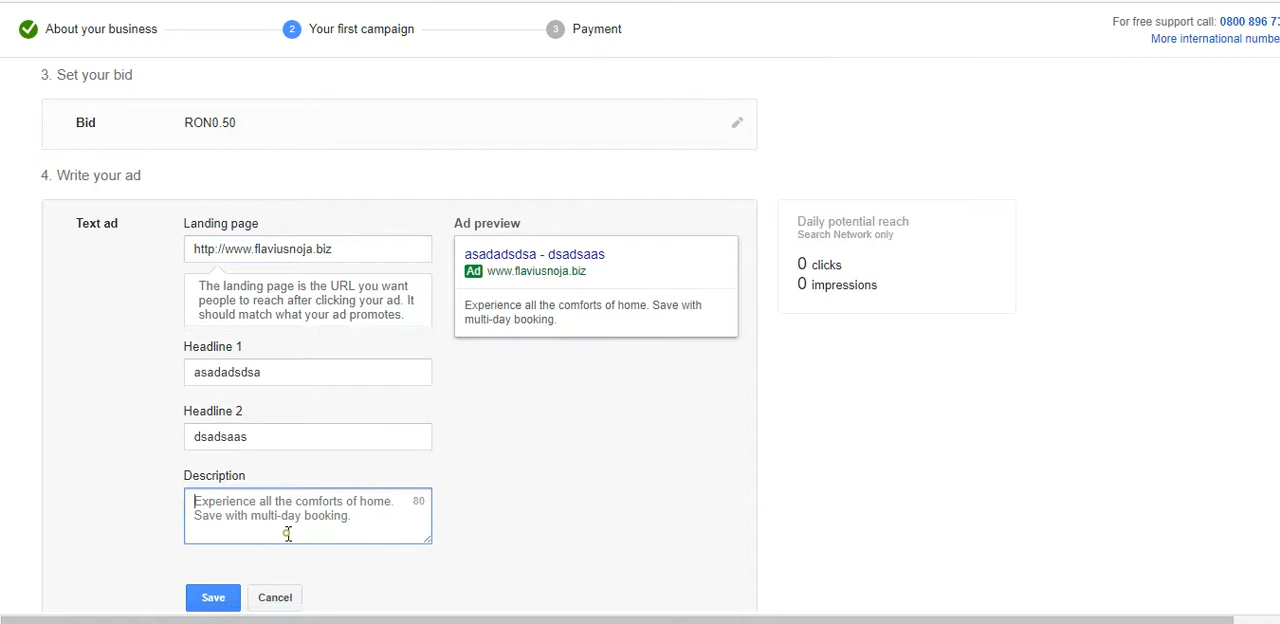 About your business
2 Your first campaign
3 Payment
For free support call: 0800 896 73
More international numbe
3. Set your bid
Bid
RON0.50
4. Write your ad
Text ad
Landing page
http://www.flaviusnoja.biz
The landing page is the URL you want
people to reach after clicking your ad. It
should match what your ad promotes.
Headline 1
asadadsdsa
Headline 2
dsadsaas
Description
Experience all the comforts of home. 80
Save with multi-day booking.
Save
Cancel
Ad preview
asadadsdsa - dsadsaas
Ad www.flaviusnoja.biz
Experience all the comforts of home. Save with
multi-day booking.
Daily potential reach
Search Network only
0 clicks
0 impressions